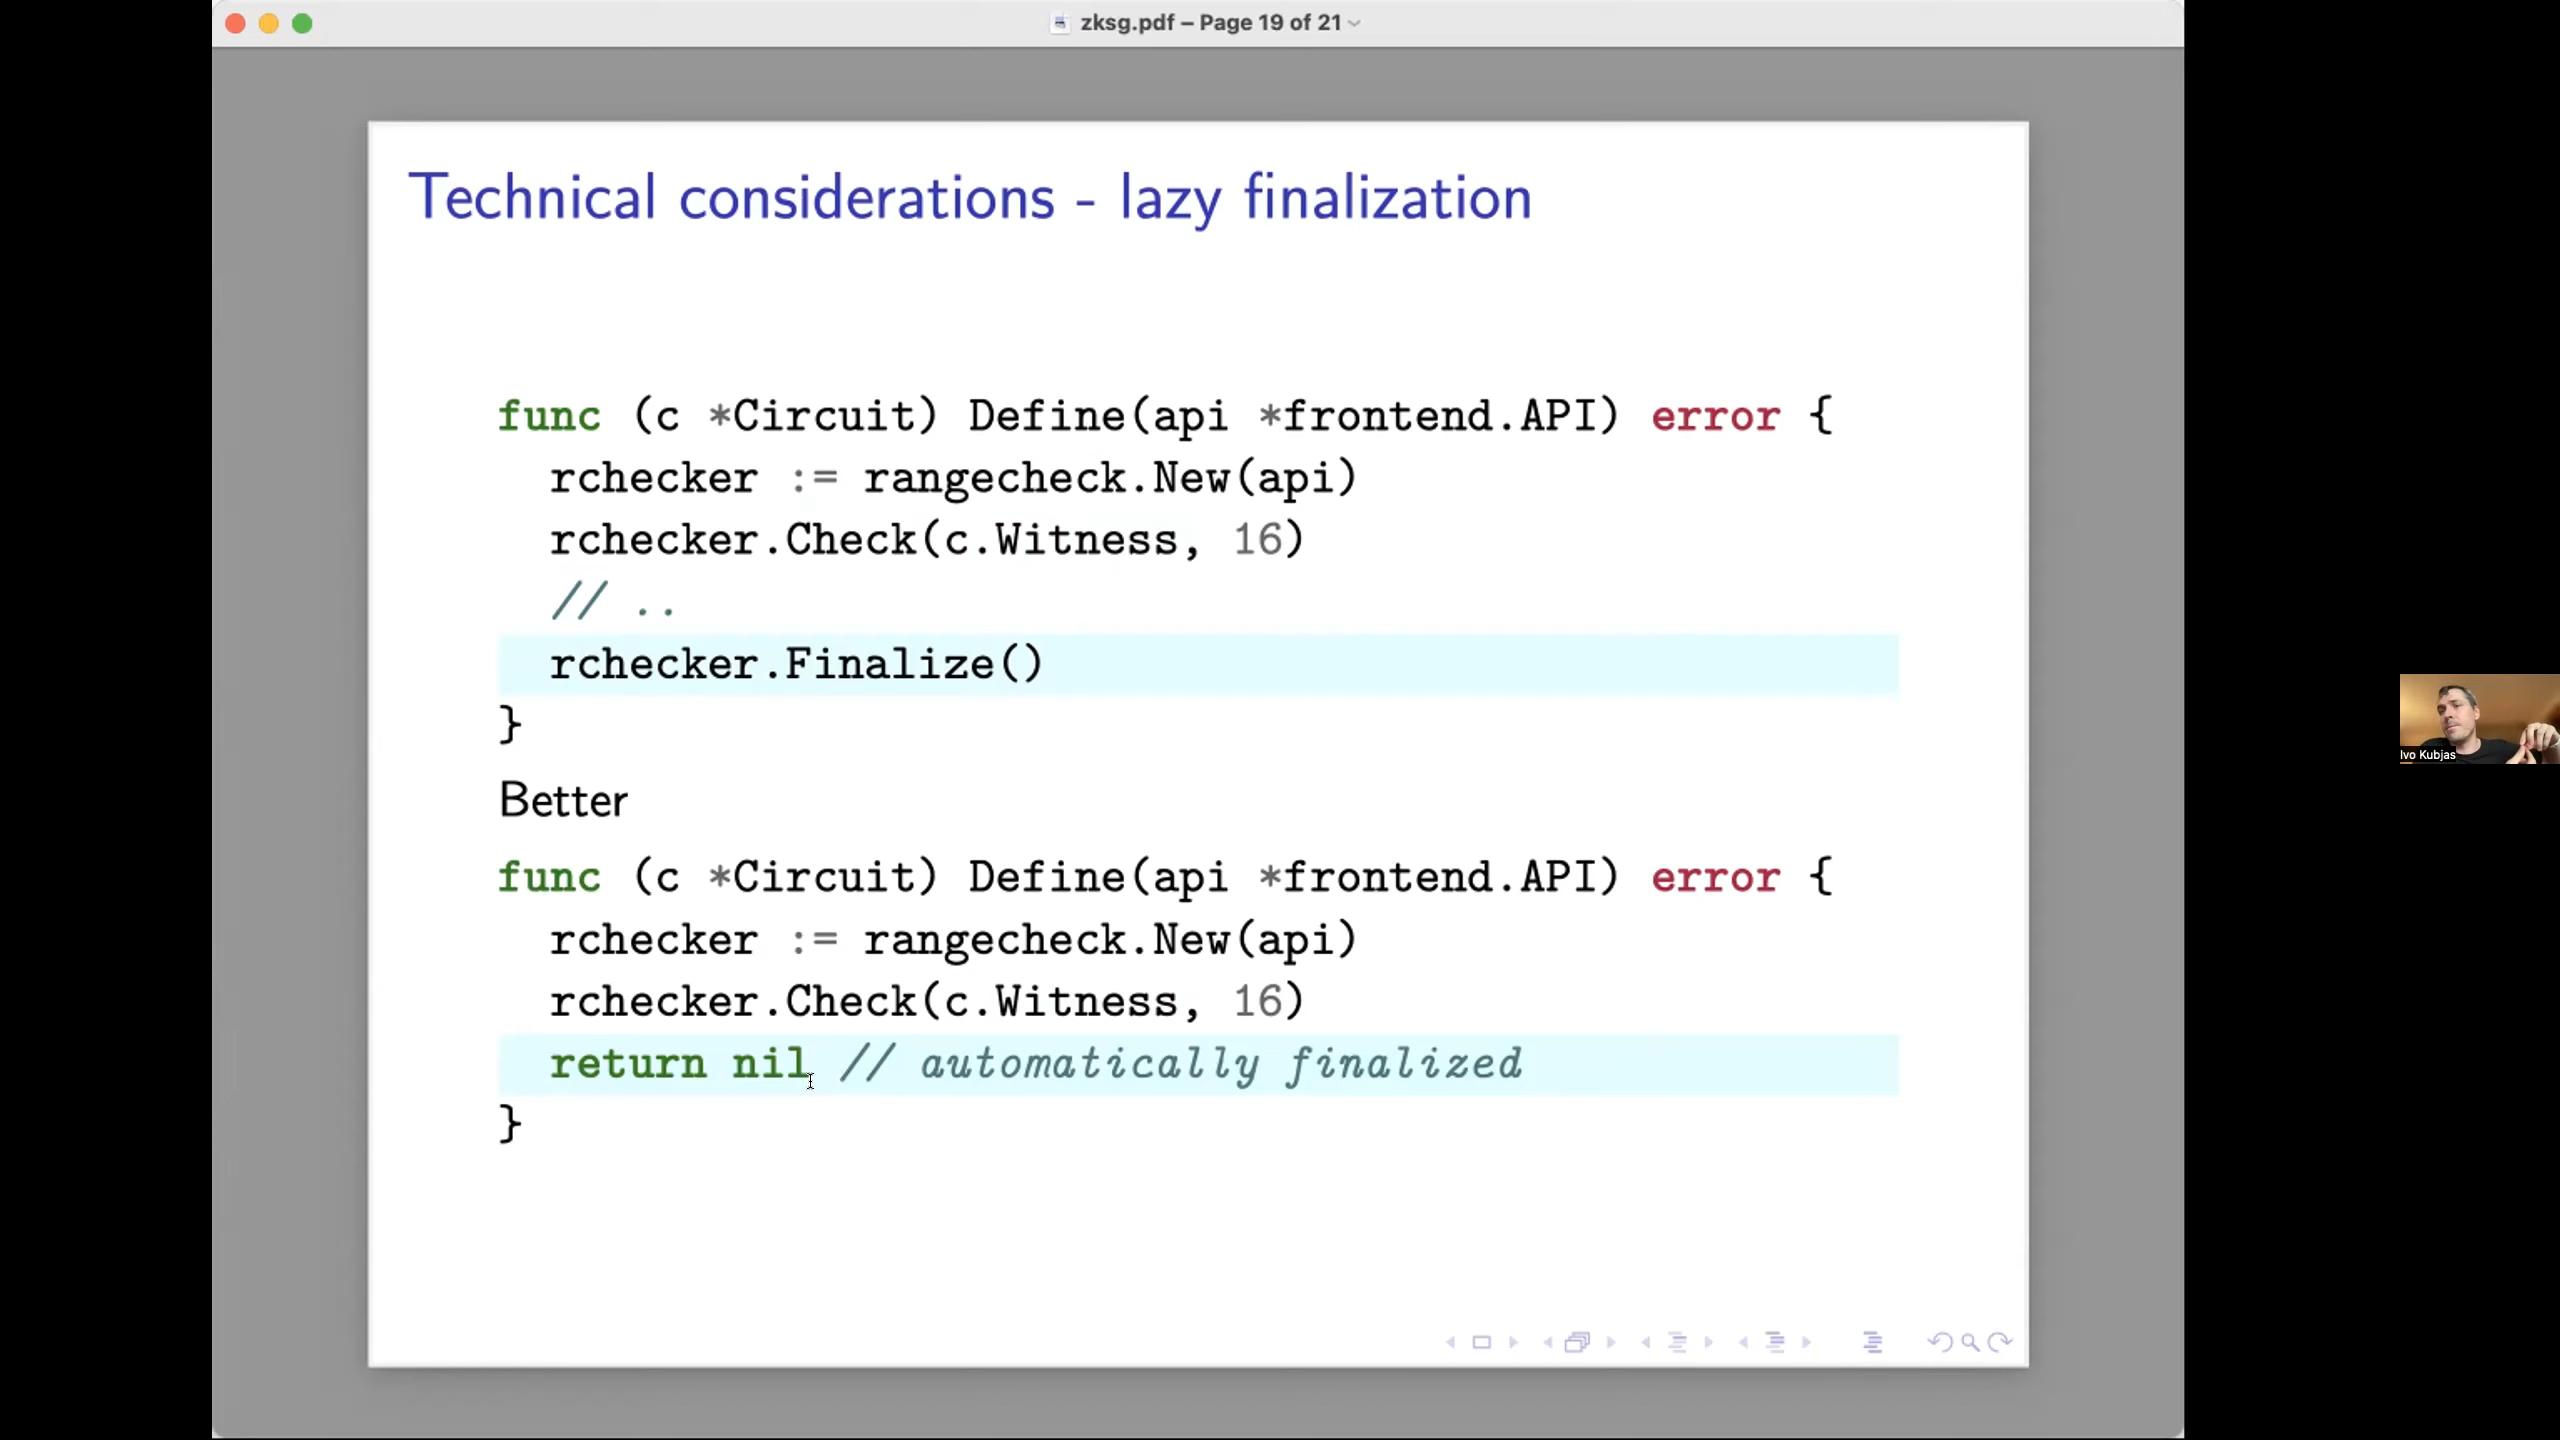 zksg.pdf – Page 19 of 21
Technical considerations - lazy finalization
func (c *Circuit) Define(api *frontend.API) error {
rchecker := rangecheck.New(api)
rchecker.Check(c.Witness, 16)
// ..
rchecker.Finalize()
}
Better
func (c *Circuit) Define(api *frontend.API) error {
rchecker := rangecheck.New(api)
rchecker.Check(c.Witness, 16)
return nil // automatically finalized
}
Ivo Kubjas